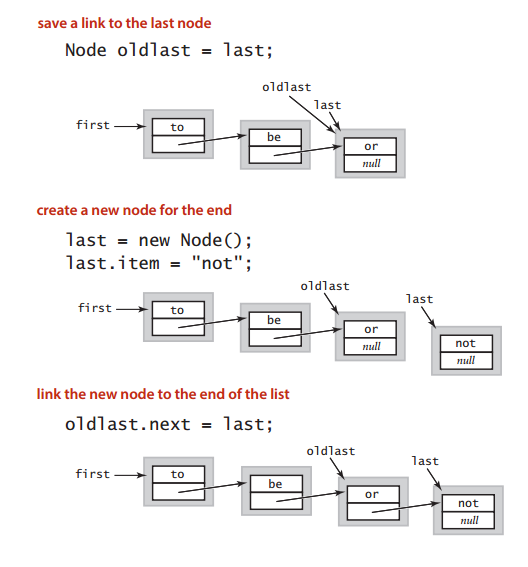 save a link to the last node
Node oldlast = last;
oldlast
last
first
to
be
or
null
create a new node for the end
last = new Node();
last.item = "not";
oldlast
last
first
to
be
or
null
not
null
link the new node to the end of the list
oldlast.next = last;
oldlast
last
first
to
be
or
not
null